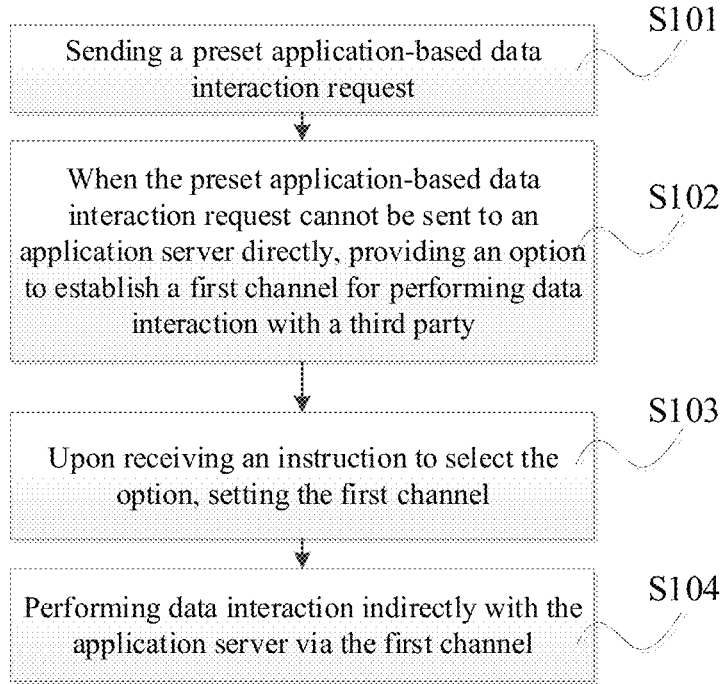 S101
Sending a preset application-based data
interaction request
When the preset application-based data
interaction request cannot be sent to an
application server directly, providing an option
to establish a first channel for performing data
interaction with a third party
S102
Upon receiving an instruction to select the
option, setting the first channel
S103
Performing data interaction indirectly with the
application server via the first channel
S104